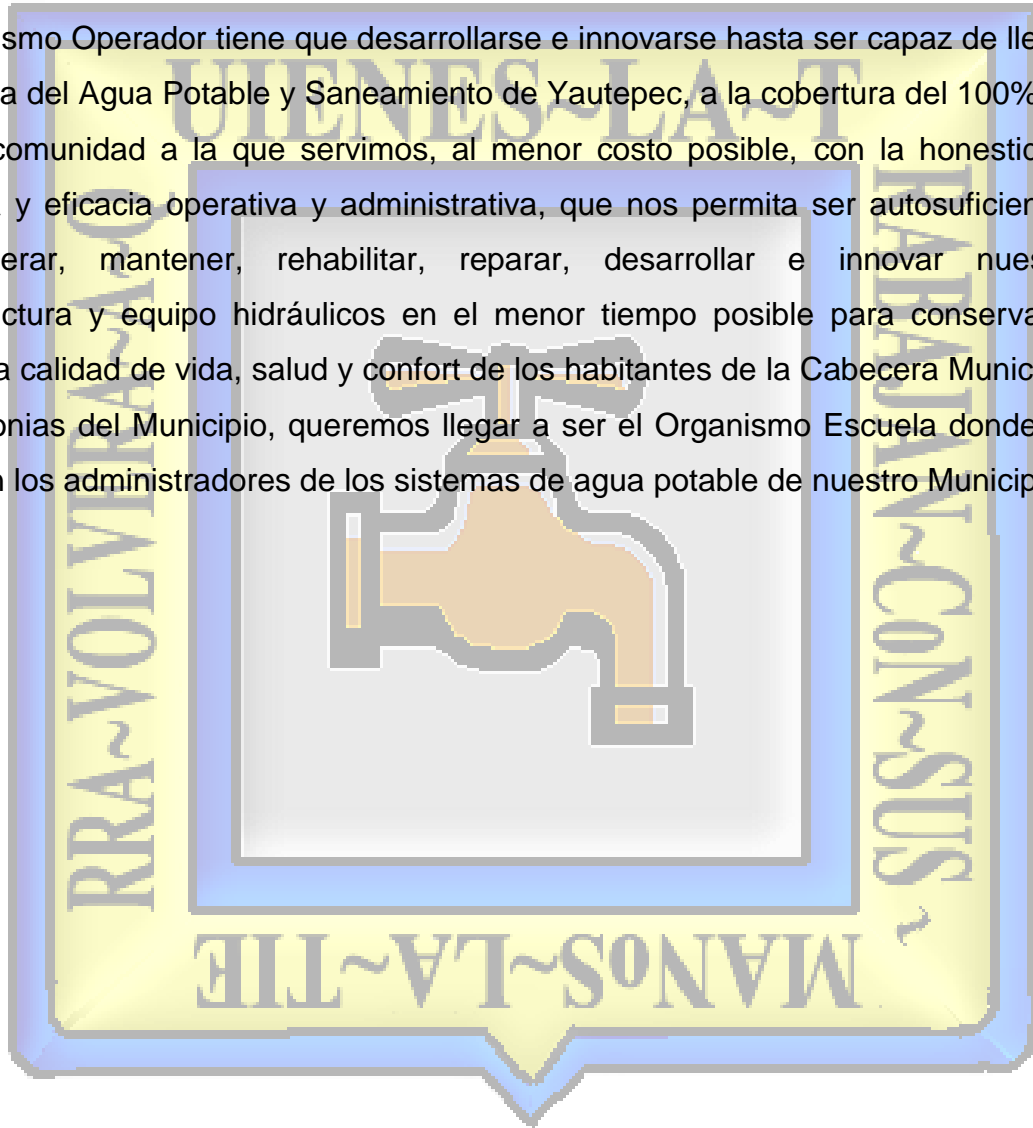 smo Operador tiene que desarrollarse e innovarse hasta ser capaz de lle
a del Agua Potable y Saneamiento de Yautepec, a la cobertura del 100%
comunidad a la que servimos, al menor costo posible, con la honestic
y eficacia operativa y administrativa, que nos permita ser autosuficien
erar, mantener, rehabilitar, reparar, desarrollar e innovar nues
ctura y equipo hidráulicos en el menor tiempo posible para conserva
a calidad de vida, salud y confort de los habitantes de la Cabecera Munic
onias del Municipio, queremos llegar a ser el Organismo Escuela donde
n los administradores de los sistemas de agua potable de nuestro Municip
RRA~VOLVERA~A~Q
UIENES~LA~T
RABAJAN~CoN~SUS~
MANoS~LA~TIE